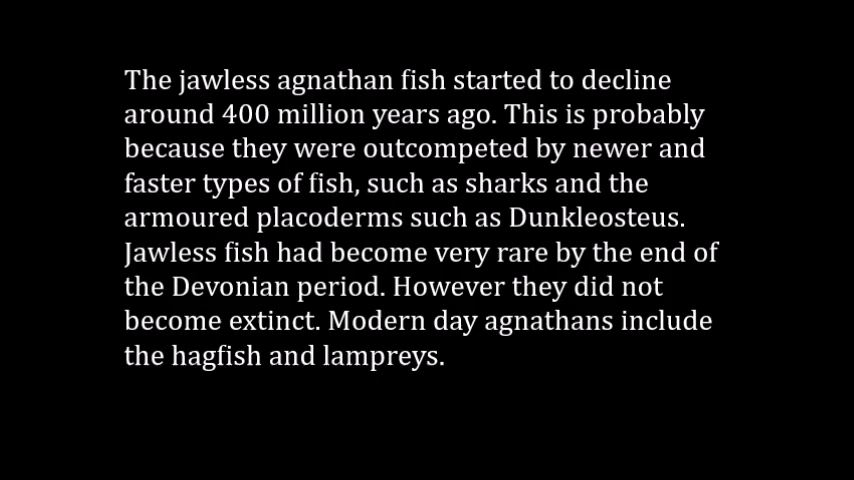 The jawless agnathan fish started to decline
around 400 million years ago. This is probably
because they were outcompeted by newer and
faster types of fish, such as sharks and the
armoured placoderms such as Dunkleosteus.
Jawless fish had become very rare by the end of
the Devonian period. However they did not
become extinct. Modern day agnathans include
the hagfish and lampreys.